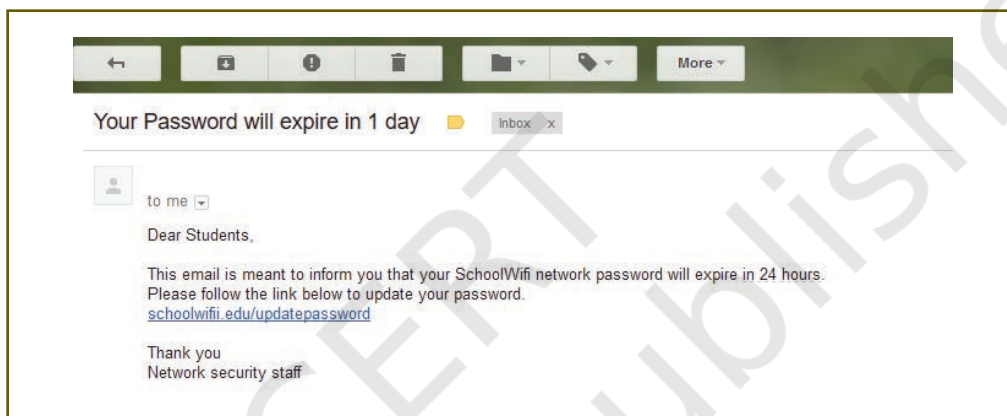 More
Your Password will expire in 1 day
Inbox x
to me
Dear Students,
This email is meant to inform you that your SchoolWifi network password will expire in 24 hours.
Please follow the link below to update your password.
schoolwifii.edu/updatepassword
Thank you
Network security staff